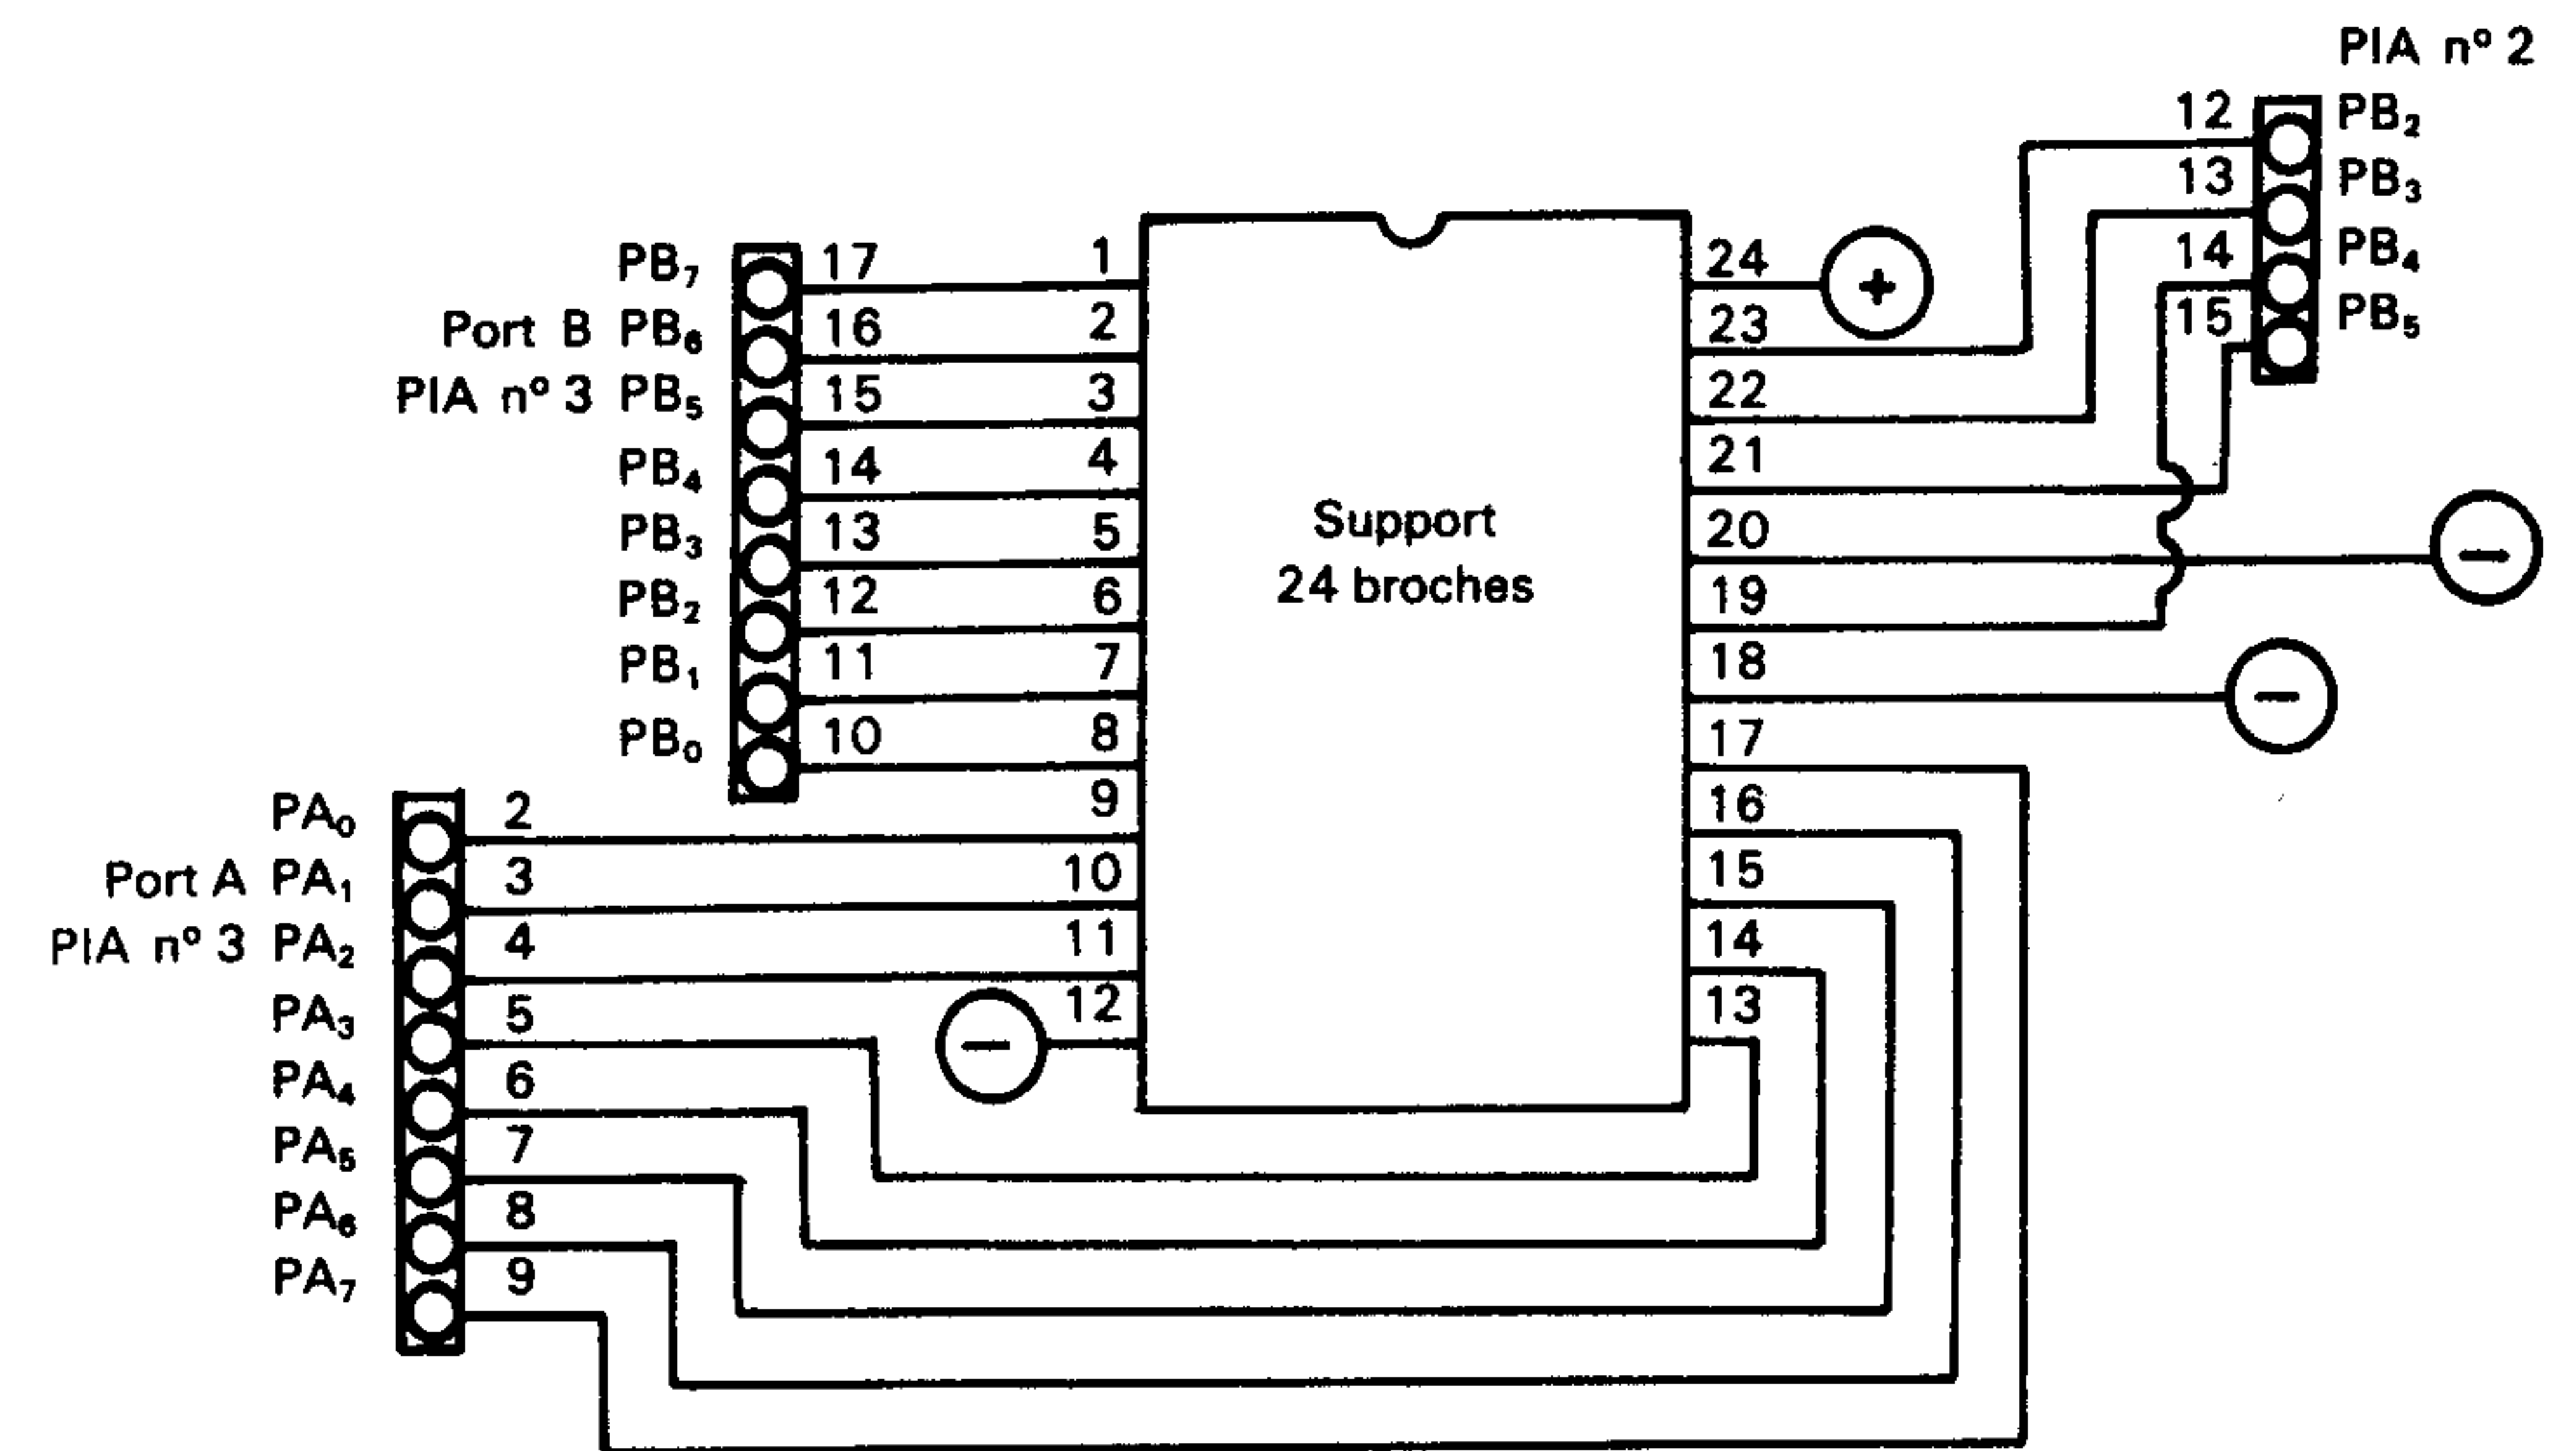 PIA nº 2
12 PB₂
13 PB₃
14 PB₄
15 PB₅
PB₇ 17 1
Port B PB₆ 16 2
PIA nº 3 PB₅ 15 3
PB₄ 14 4
PB₃ 13 5
PB₂ 12 6
PB₁ 11 7
PB₀ 10 8
PA₀ 2 9
Port A PA₁ 3 10
PIA nº 3 PA₂ 4 11
PA₃ 5 12
PA₄ 6
PA₅ 7
PA₆ 8
PA₇ 9
Support
24 broches
24 +
23
22
21
20 −
19
18 −
17
16
15
14
13
−